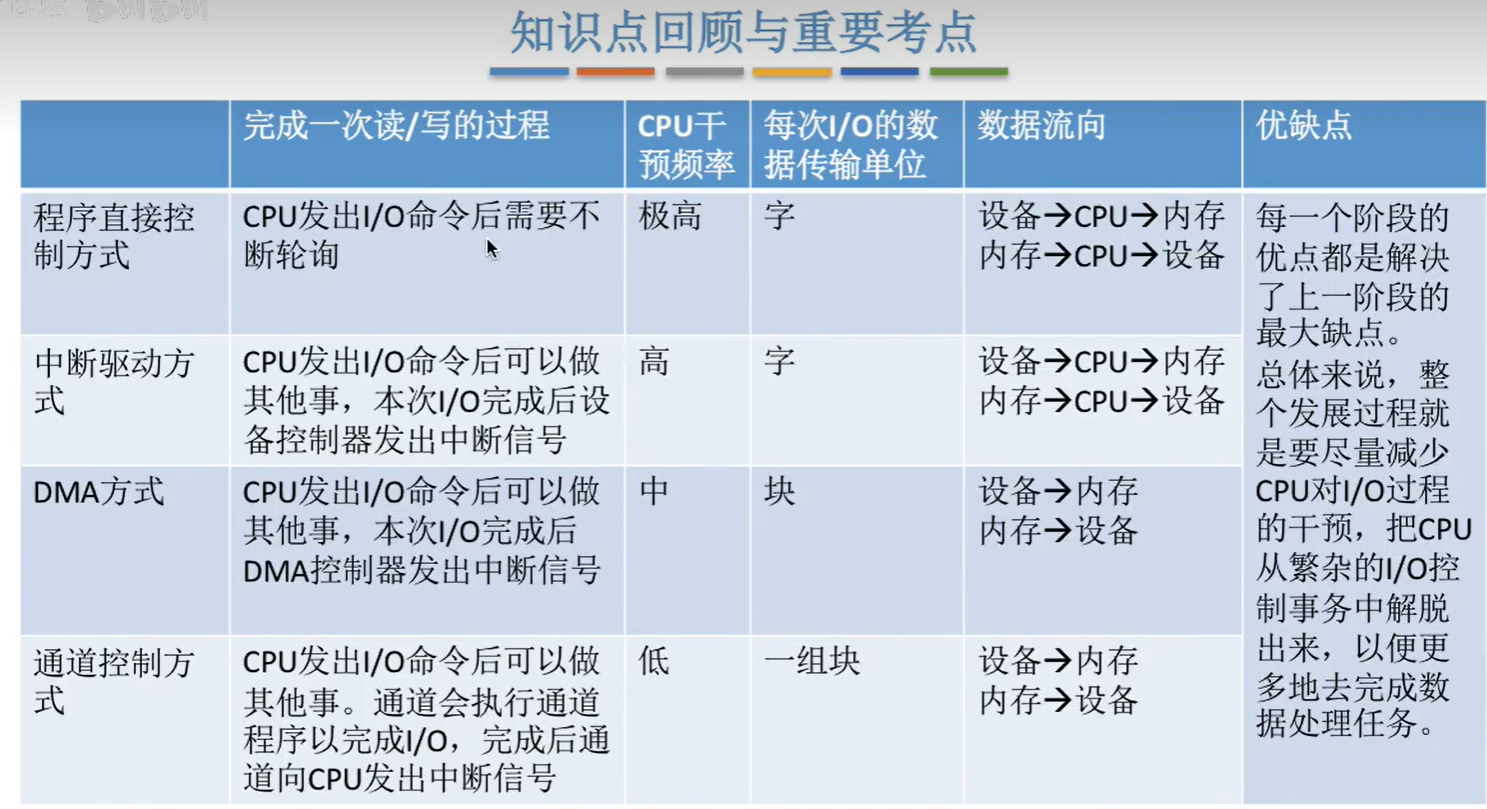 知识点回顾与重要考点
完成一次读/写的过程
CPU干
预频率
每次I/O的数
据传输单位
数据流向
优缺点
程序直接控
制方式
CPU发出I/O命令后需要不
断轮询
极高
字
设备→CPU→内存
内存→CPU→设备
每一个阶段的
优点都是解决
了上一阶段的
最大缺点。
总体来说，整
个发展过程就
是要尽量减少
CPU对I/O过程
的干预，把CPU
从繁杂的I/O控
制事务中解脱
出来，以便更
多地去完成数
据处理任务。
中断驱动方
式
CPU发出I/O命令后可以做
其他事，本次I/O完成后设
备控制器发出中断信号
高
字
设备→CPU→内存
内存→CPU→设备
DMA方式
CPU发出I/O命令后可以做
其他事，本次I/O完成后
DMA控制器发出中断信号
中
块
设备→内存
内存→设备
通道控制方
式
CPU发出I/O命令后可以做
其他事。通道会执行通道
程序以完成I/O，完成后通
道向CPU发出中断信号
低
一组块
设备→内存
内存→设备